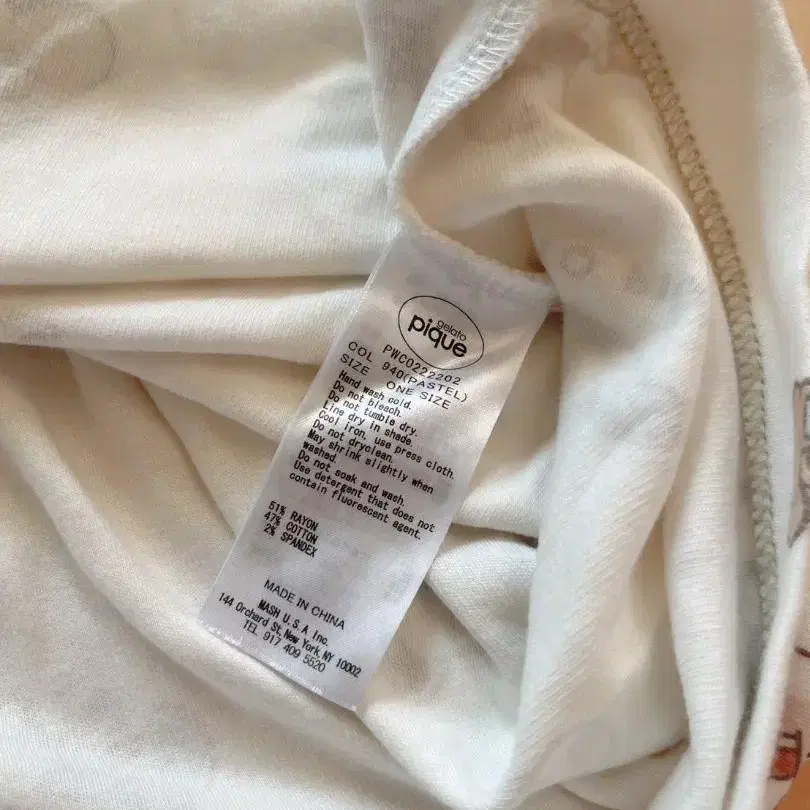 gelato
pique
PWCO222202
COL 940(PASTEL)
SIZE ONE SIZE
Hand wash cold.
Do not bleach.
Do not tumble dry.
Line dry in shade.
Cool iron, use press cloth.
Do not dryclean.
May shrink slightly when
washed
Do not soak and wash.
Use detergent that does not
contain fluorescent agent.
51% RAYON
47% COTTON
2% SPANDEX
MADE IN CHINA
MASH U.S.A Inc.
144 Orchard St, New York, NY 10002
TEL 917 409 5520